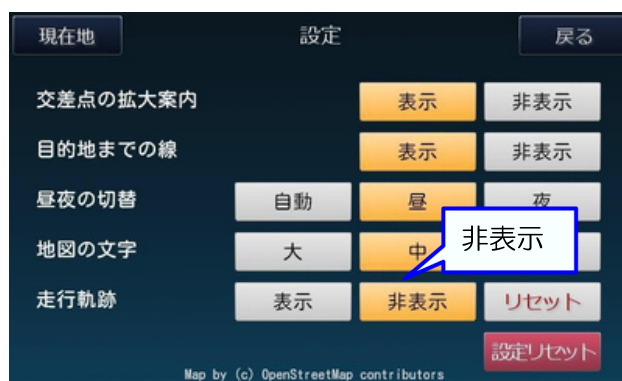 現在地 設定 戻る
交差点の拡大案内 表示 非表示
目的地までの線 表示 非表示
昼夜の切替 自動 昼 夜
地図の文字 大 中
非表示
走行軌跡 表示 非表示 リセット
設定リセット
Map by (c) OpenStreetMap contributors